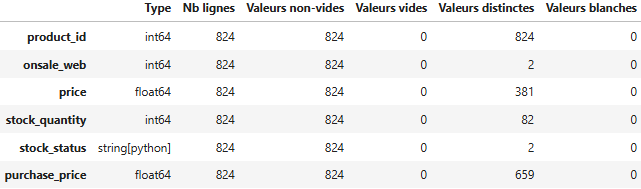 Type Nb lignes Valeurs non-vides Valeurs vides Valeurs distinctes Valeurs blanches
product_id int64 824 824 0 824 0
onsale_web int64 824 824 0 2 0
price float64 824 824 0 381 0
stock_quantity int64 824 824 0 82 0
stock_status string[python] 824 824 0 2 0
purchase_price float64 824 824 0 659 0